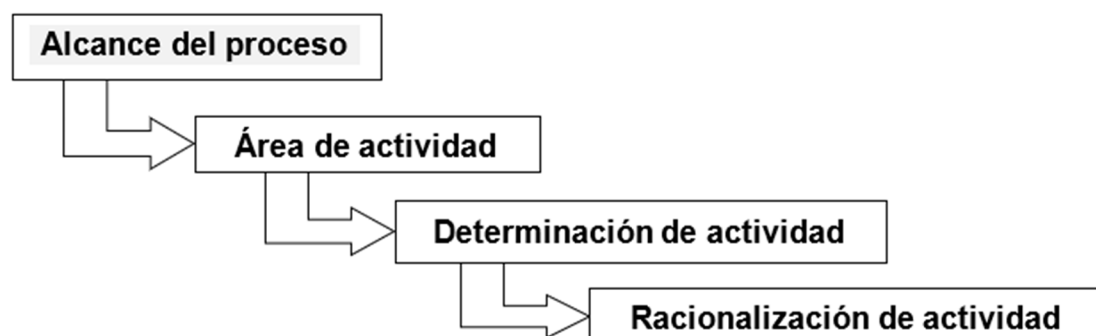 Alcance del proceso
Área de actividad
Determinación de actividad
Racionalización de actividad